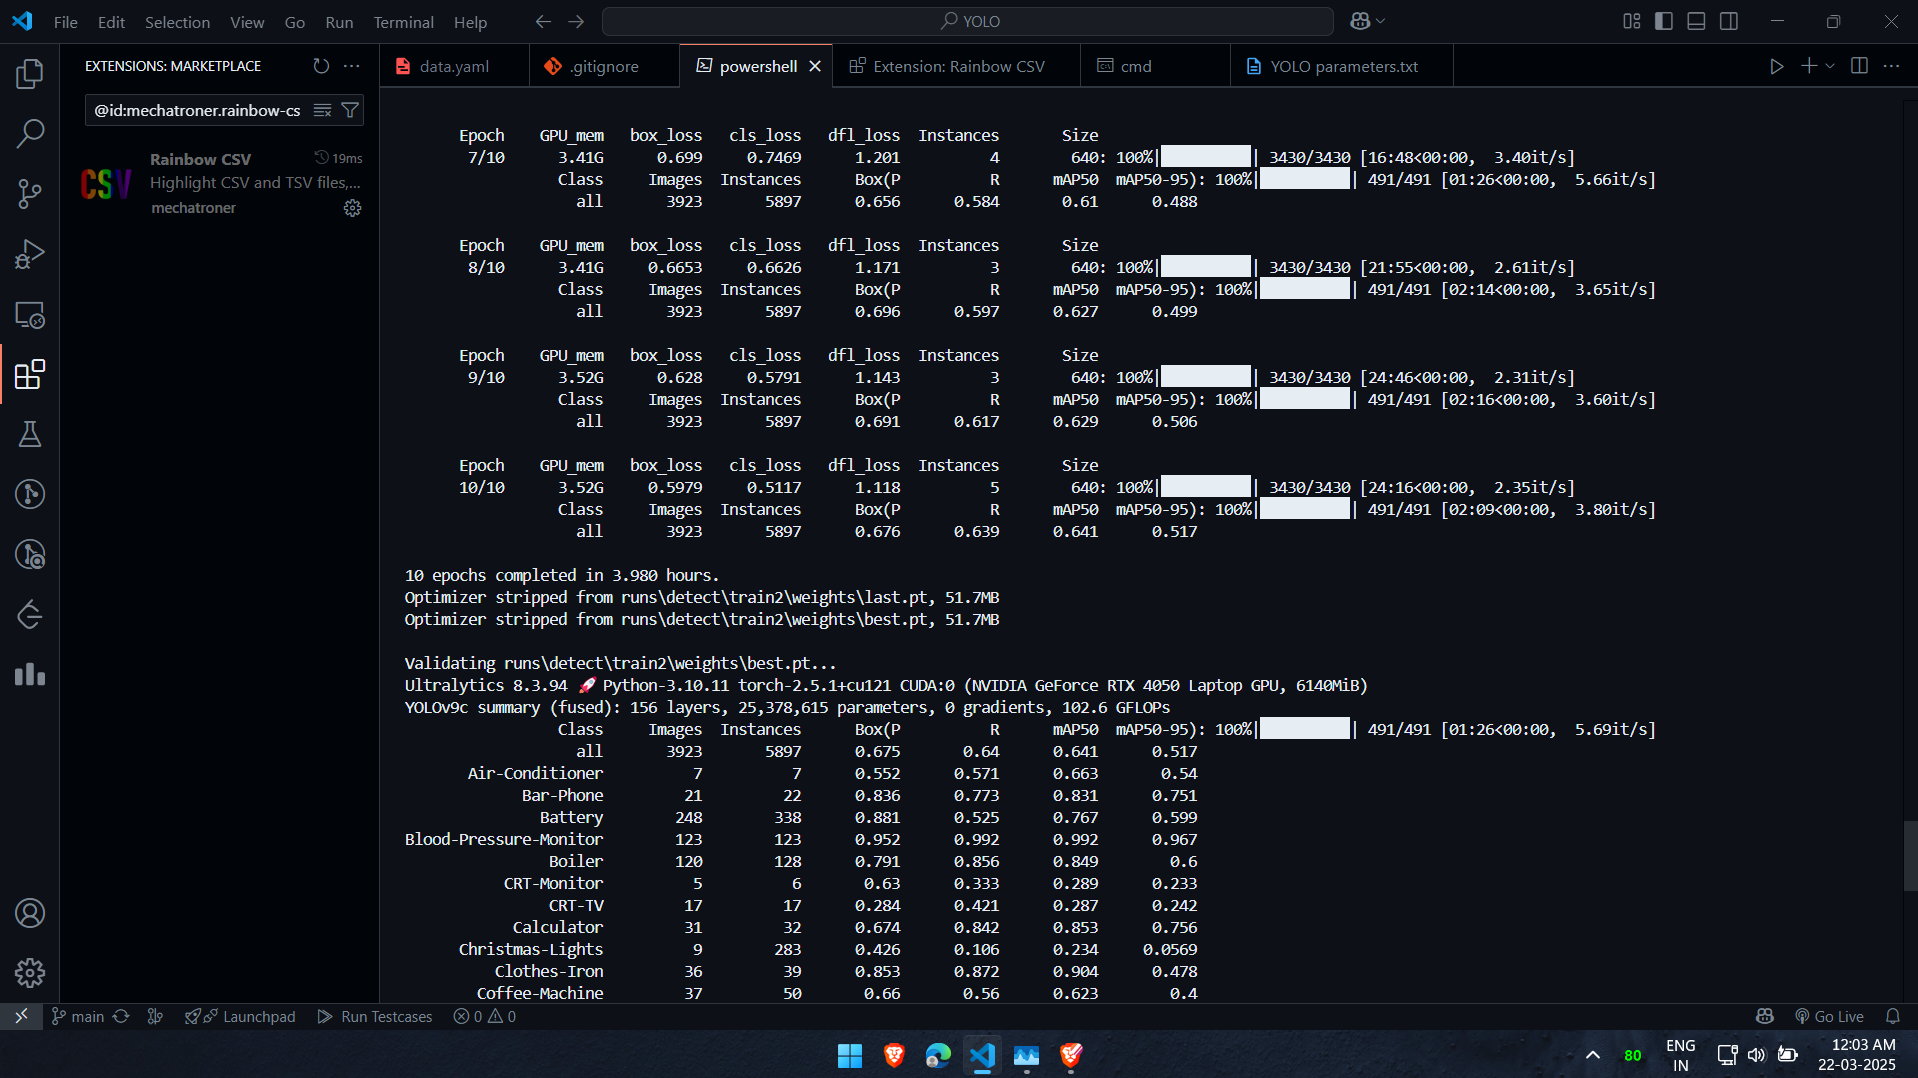 File Edit Selection View Go Run Terminal Help YOLO
EXTENSIONS: MARKETPLACE
data.yaml .gitignore powershell Extension: Rainbow CSV cmd YOLO parameters.txt
@id:mechatroner.rainbow-cs
CSV
Rainbow CSV 19ms
Highlight CSV and TSV files,...
mechatroner
Epoch GPU_mem box_loss cls_loss dfl_loss Instances Size
7/10 3.41G 0.699 0.7469 1.201 4 640: 100%| | 3430/3430 [16:48<00:00, 3.40it/s]
Class Images Instances Box(P R mAP50 mAP50-95): 100%| | 491/491 [01:26<00:00, 5.66it/s]
all 3923 5897 0.656 0.584 0.61 0.488
Epoch GPU_mem box_loss cls_loss dfl_loss Instances Size
8/10 3.41G 0.6653 0.6626 1.171 3 640: 100%| | 3430/3430 [21:55<00:00, 2.61it/s]
Class Images Instances Box(P R mAP50 mAP50-95): 100%| | 491/491 [02:14<00:00, 3.65it/s]
all 3923 5897 0.696 0.597 0.627 0.499
Epoch GPU_mem box_loss cls_loss dfl_loss Instances Size
9/10 3.52G 0.628 0.5791 1.143 3 640: 100%| | 3430/3430 [24:46<00:00, 2.31it/s]
Class Images Instances Box(P R mAP50 mAP50-95): 100%| | 491/491 [02:16<00:00, 3.60it/s]
all 3923 5897 0.691 0.617 0.629 0.506
Epoch GPU_mem box_loss cls_loss dfl_loss Instances Size
10/10 3.52G 0.5979 0.5117 1.118 5 640: 100%| | 3430/3430 [24:16<00:00, 2.35it/s]
Class Images Instances Box(P R mAP50 mAP50-95): 100%| | 491/491 [02:09<00:00, 3.80it/s]
all 3923 5897 0.676 0.639 0.641 0.517
10 epochs completed in 3.980 hours.
Optimizer stripped from runs\detect\train2\weights\last.pt, 51.7MB
Optimizer stripped from runs\detect\train2\weights\best.pt, 51.7MB
Validating runs\detect\train2\weights\best.pt...
Ultralytics 8.3.94 🚀 Python-3.10.11 torch-2.5.1+cu121 CUDA:0 (NVIDIA GeForce RTX 4050 Laptop GPU, 6140MiB)
YOLOv9c summary (fused): 156 layers, 25,378,615 parameters, 0 gradients, 102.6 GFLOPs
Class Images Instances Box(P R mAP50 mAP50-95): 100%| | 491/491 [01:26<00:00, 5.69it/s]
all 3923 5897 0.675 0.64 0.641 0.517
Air-Conditioner 7 7 0.552 0.571 0.663 0.54
Bar-Phone 21 22 0.836 0.773 0.831 0.751
Battery 248 338 0.881 0.525 0.767 0.599
Blood-Pressure-Monitor 123 123 0.952 0.992 0.992 0.967
Boiler 120 128 0.791 0.856 0.849 0.6
CRT-Monitor 5 6 0.63 0.333 0.289 0.233
CRT-TV 17 17 0.284 0.421 0.287 0.242
Calculator 31 32 0.674 0.842 0.853 0.756
Christmas-Lights 9 283 0.426 0.106 0.234 0.0569
Clothes-Iron 36 39 0.853 0.872 0.904 0.478
Coffee-Machine 37 50 0.66 0.56 0.623 0.4
main Launchpad Run Testcases 0 0 Go Live
80 ENG 12:03 AM
IN 22-03-2025